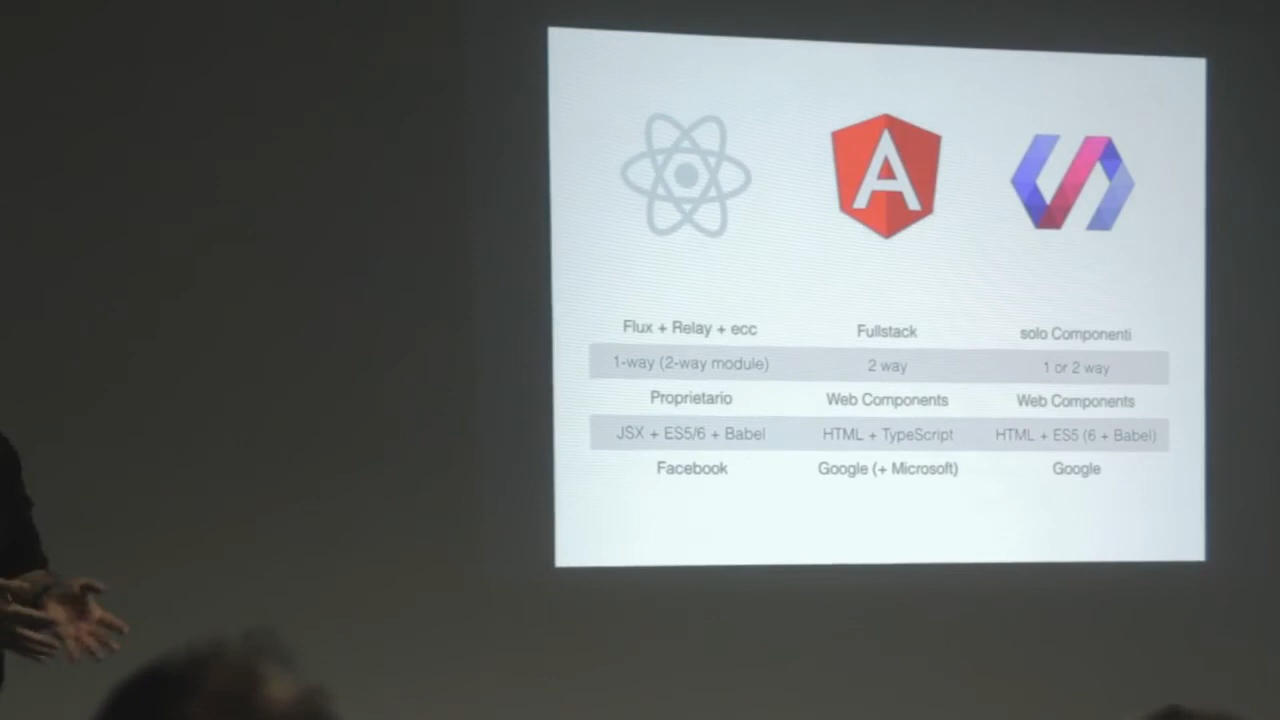 A
Flux + Relay + ecc Fullstack solo Componenti
1-way (2-way module) 2 way 1 or 2 way
Proprietario Web Components Web Components
JSX + ES5/6 + Babel HTML + TypeScript HTML + ES5 (6 + Babel)
Facebook Google (+ Microsoft) Google